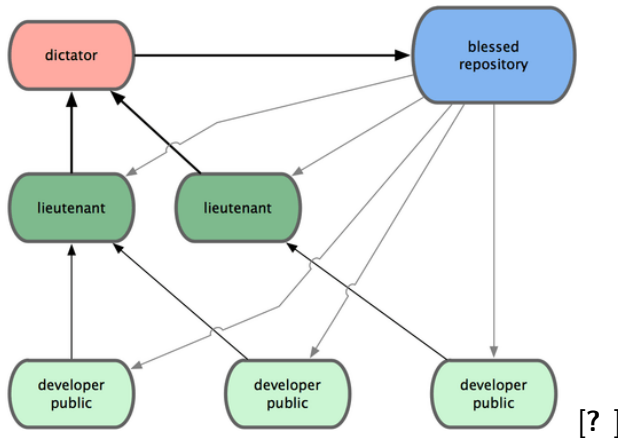 dictator
blessed
repository
lieutenant
lieutenant
developer
public
developer
public
developer
public
[? ]